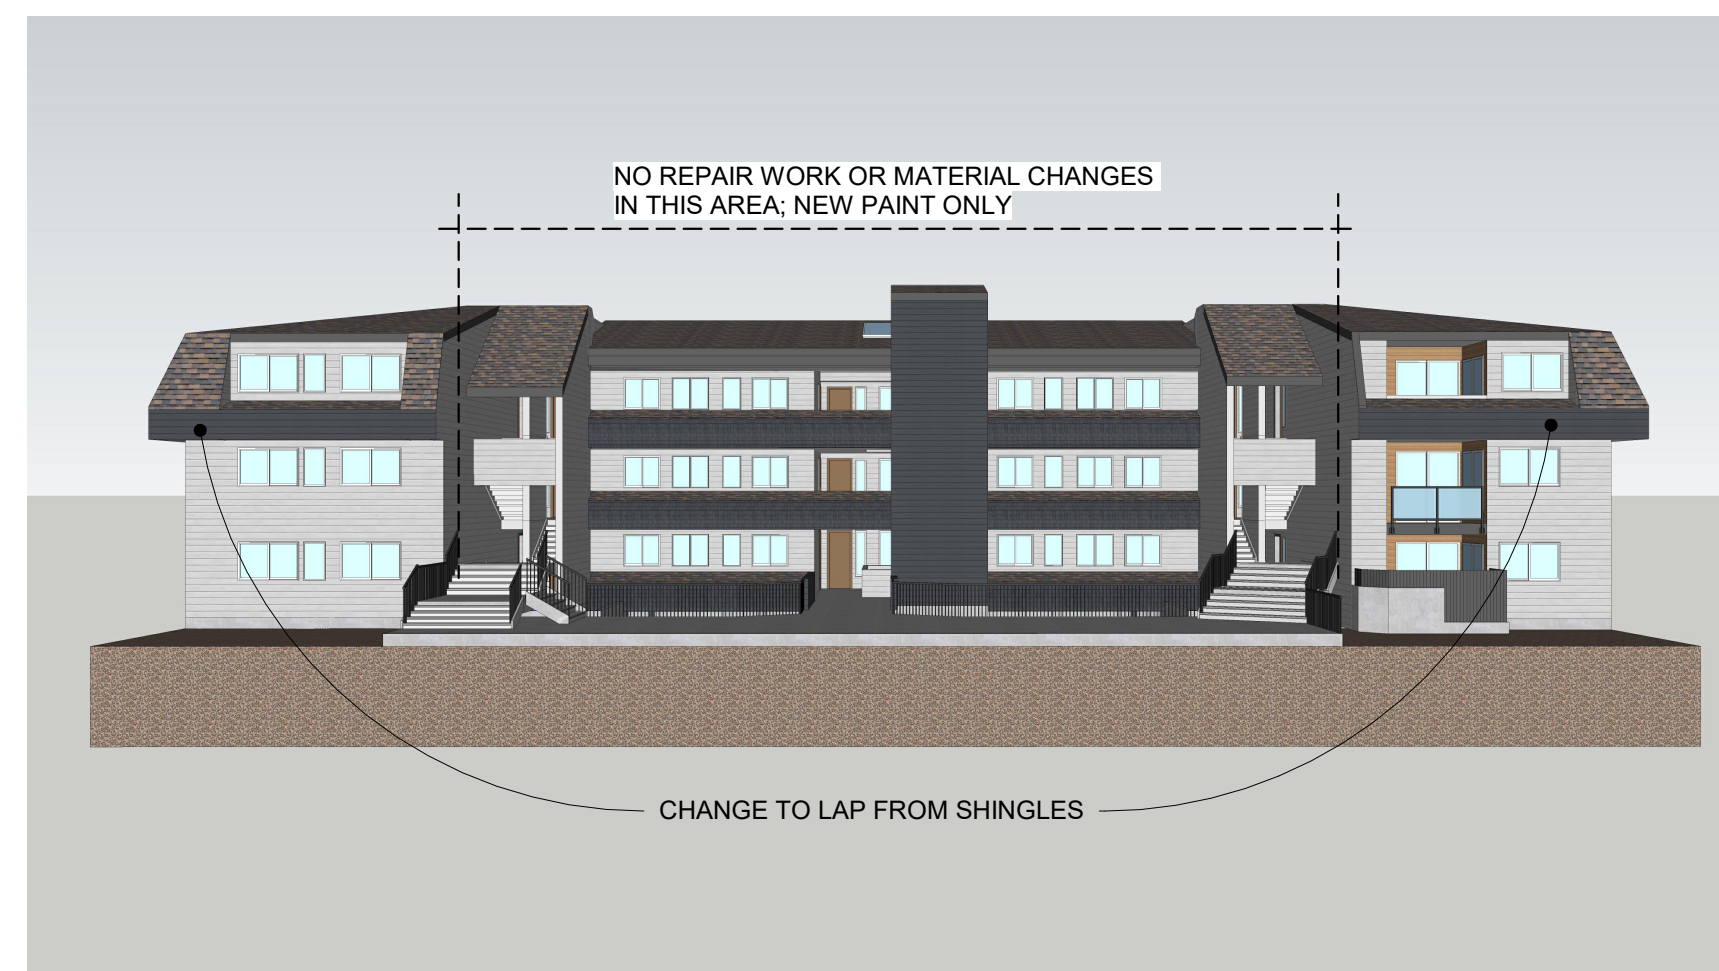 NO REPAIR WORK OR MATERIAL CHANGES
IN THIS AREA; NEW PAINT ONLY
CHANGE TO LAP FROM SHINGLES